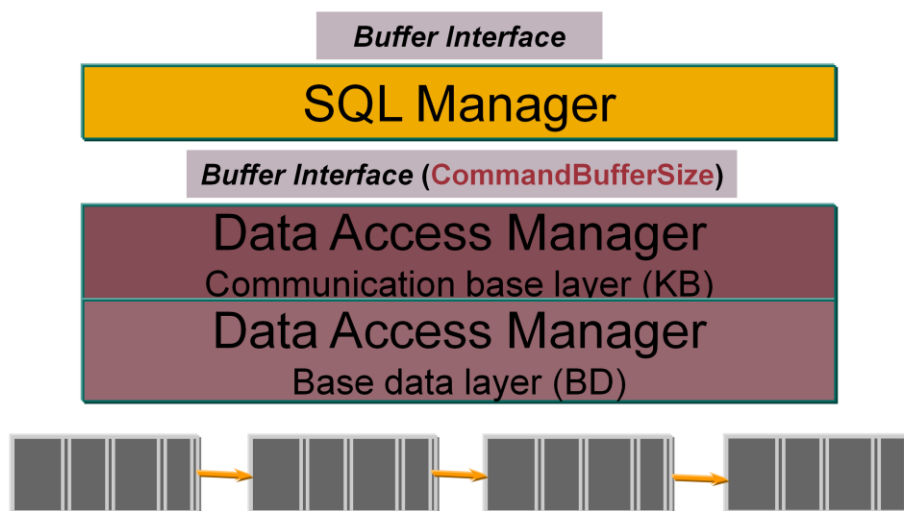 Buffer Interface
SQL Manager
Buffer Interface (CommandBufferSize)
Data Access Manager
Communication base layer (KB)
Data Access Manager
Base data layer (BD)